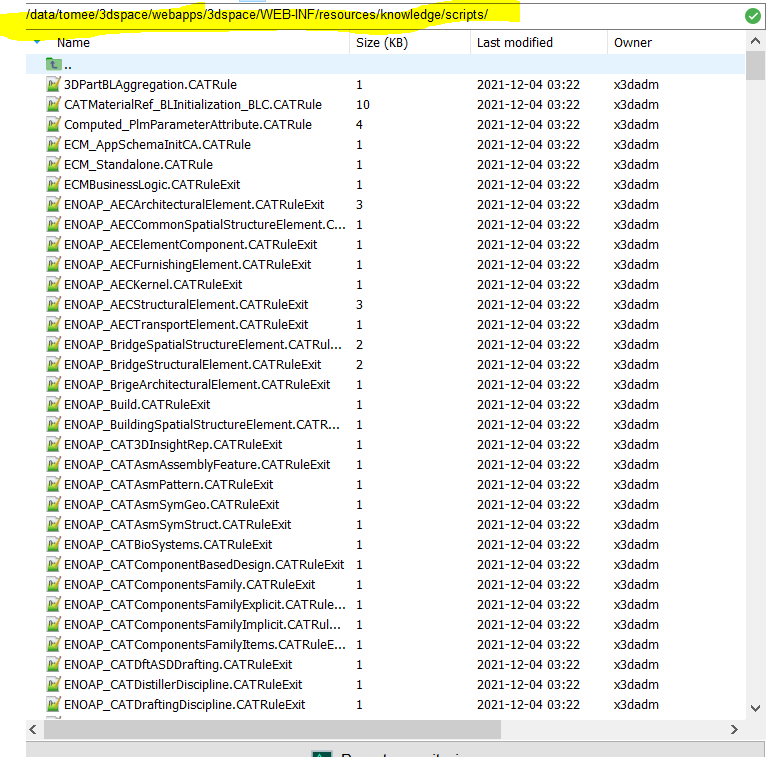 /data/tomee/3dspace/webapps/3dspace/WEB-INF/resources/knowledge/scripts/
Name Size (KB) Last modified Owner
..
3DPartBLAggregation.CATRule 1 2021-12-04 03:22 x3dadm
CATMaterialRef_BLInitialization_BLC.CATRule 10 2021-12-04 03:22 x3dadm
Computed_PlmParameterAttribute.CATRule 4 2021-12-04 03:22 x3dadm
ECM_AppSchemaInitCA.CATRule 1 2021-12-04 03:22 x3dadm
ECM_Standalone.CATRule 1 2021-12-04 03:22 x3dadm
ECMBusinessLogic.CATRuleExit 1 2021-12-04 03:22 x3dadm
ENOAP_AECArchitecturalElement.CATRuleExit 3 2021-12-04 03:22 x3dadm
ENOAP_AECCommonSpatialStructureElement.C... 1 2021-12-04 03:22 x3dadm
ENOAP_AECElementComponent.CATRuleExit 1 2021-12-04 03:22 x3dadm
ENOAP_AECFurnishingElement.CATRuleExit 1 2021-12-04 03:22 x3dadm
ENOAP_AECKernel.CATRuleExit 1 2021-12-04 03:22 x3dadm
ENOAP_AECStructuralElement.CATRuleExit 3 2021-12-04 03:22 x3dadm
ENOAP_AECTransportElement.CATRuleExit 1 2021-12-04 03:22 x3dadm
ENOAP_BridgeSpatialStructureElement.CATRul... 2 2021-12-04 03:22 x3dadm
ENOAP_BridgeStructuralElement.CATRuleExit 2 2021-12-04 03:22 x3dadm
ENOAP_BrigeArchitecturalElement.CATRuleExit 1 2021-12-04 03:22 x3dadm
ENOAP_Build.CATRuleExit 1 2021-12-04 03:22 x3dadm
ENOAP_BuildingSpatialStructureElement.CATR... 1 2021-12-04 03:22 x3dadm
ENOAP_CAT3DInsightRep.CATRuleExit 1 2021-12-04 03:22 x3dadm
ENOAP_CATAsmAssemblyFeature.CATRuleExit 1 2021-12-04 03:22 x3dadm
ENOAP_CATAsmPattern.CATRuleExit 1 2021-12-04 03:22 x3dadm
ENOAP_CATAsmSymGeo.CATRuleExit 1 2021-12-04 03:22 x3dadm
ENOAP_CATAsmSymStruct.CATRuleExit 1 2021-12-04 03:22 x3dadm
ENOAP_CATBioSystems.CATRuleExit 1 2021-12-04 03:22 x3dadm
ENOAP_CATComponentBasedDesign.CATRuleExit 1 2021-12-04 03:22 x3dadm
ENOAP_CATComponentsFamily.CATRuleExit 1 2021-12-04 03:22 x3dadm
ENOAP_CATComponentsFamilyExplicit.CATRule... 1 2021-12-04 03:22 x3dadm
ENOAP_CATComponentsFamilyImplicit.CATRul... 1 2021-12-04 03:22 x3dadm
ENOAP_CATComponentsFamilyItems.CATRuleE... 1 2021-12-04 03:22 x3dadm
ENOAP_CATDftASDDrafting.CATRuleExit 1 2021-12-04 03:22 x3dadm
ENOAP_CATDistillerDiscipline.CATRuleExit 1 2021-12-04 03:22 x3dadm
ENOAP_CATDraftingDiscipline.CATRuleExit 1 2021-12-04 03:22 x3dadm